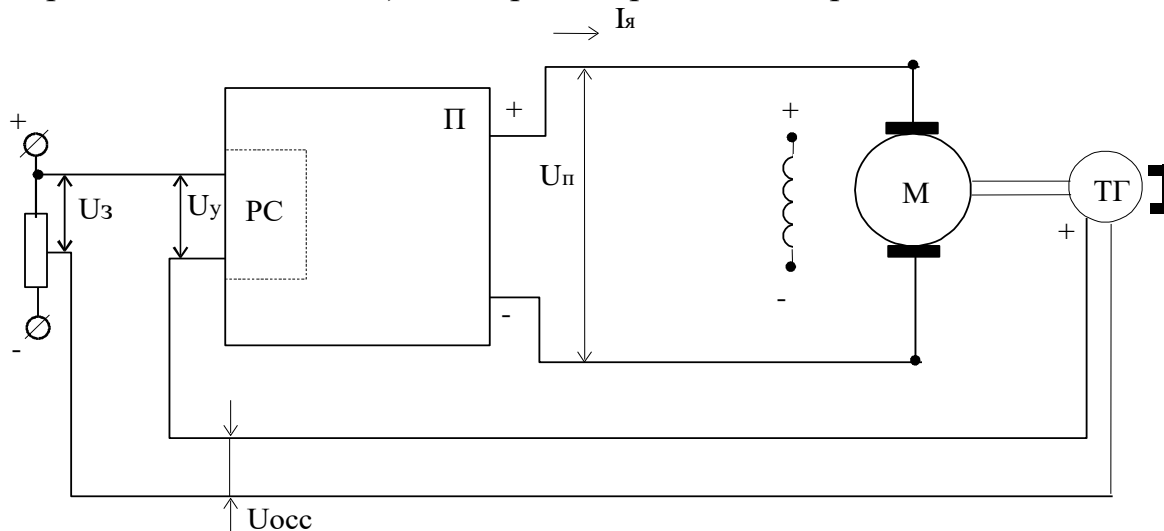 Iя
+
П
+
+
Uп
М
ТГ
Uз
Uу
РС
+
-
-
-
Uосс